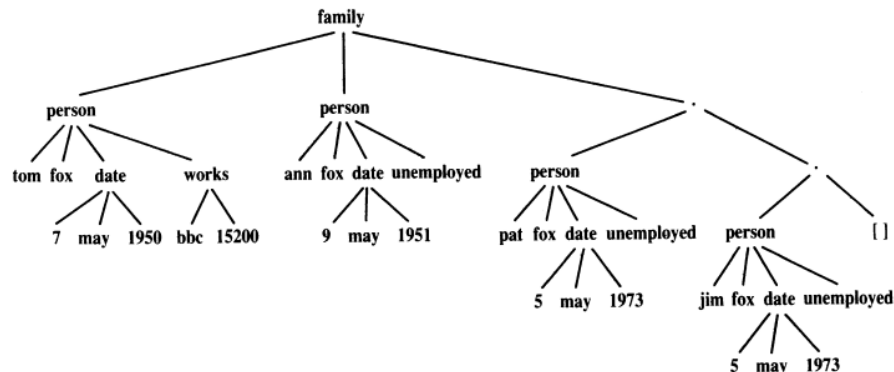 family
person person .
tom fox date works ann fox date unemployed person .
7 may 1950 bbc 15200 9 may 1951 pat fox date unemployed person [ ]
5 may 1973 jim fox date unemployed
5 may 1973